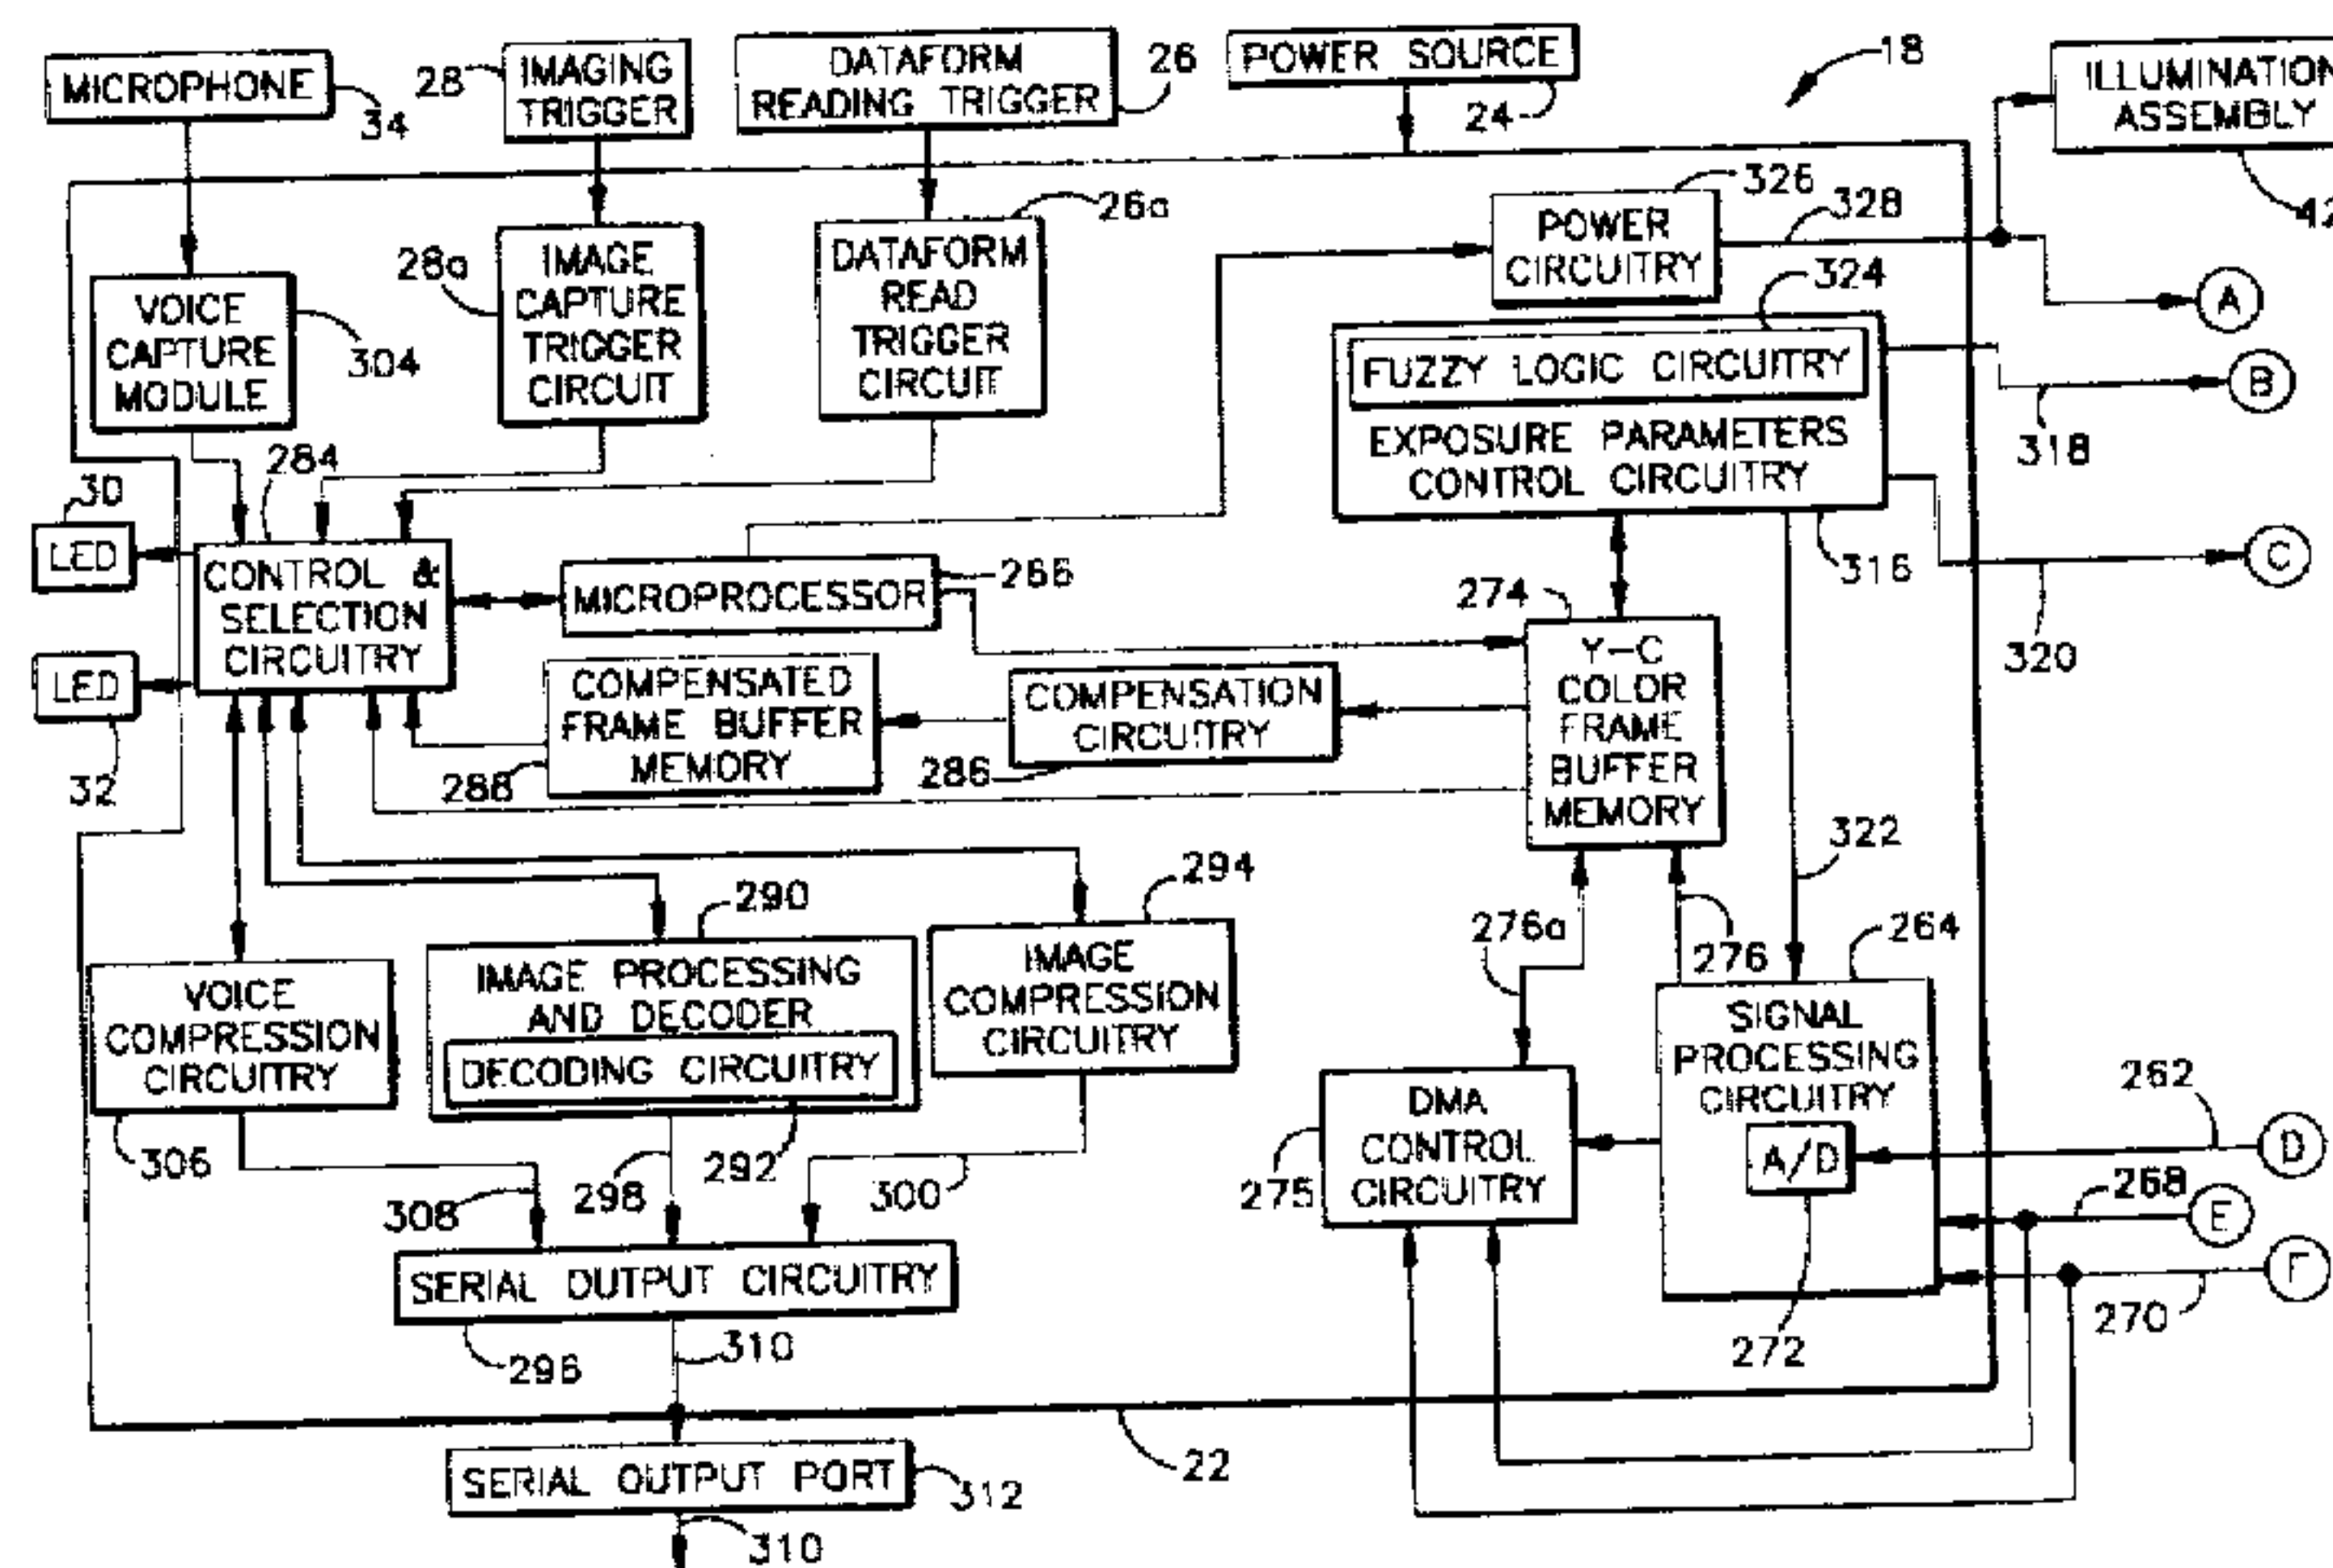 MICROPHONE
34
28
IMAGING
TRIGGER
DATAFORM
READING TRIGGER
26
POWER SOURCE
24
18
ILLUMINATION
ASSEMBLY
42
VOICE
CAPTURE
MODULE
304
28a
IMAGE
CAPTURE
TRIGGER
CIRCUIT
26a
DATAFORM
READ
TRIGGER
CIRCUIT
326
POWER
CIRCUITRY
328
324
A
FUZZY LOGIC CIRCUITRY
B
EXPOSURE PARAMETERS
CONTROL CIRCUITRY
318
316
C
320
30
LED
284
CONTROL &
SELECTION
CIRCUITRY
LED
32
MICROPROCESSOR
266
274
Y-C
COLOR
FRAME
BUFFER
MEMORY
COMPENSATED
FRAME BUFFER
MEMORY
288
COMPENSATION
CIRCUITRY
286
322
290
294
276a
276
264
VOICE
COMPRESSION
CIRCUITRY
306
IMAGE PROCESSING
AND DECODER
DECODING CIRCUITRY
292
IMAGE
COMPRESSION
CIRCUITRY
SIGNAL
PROCESSING
CIRCUITRY
A/D
272
DMA
CONTROL
CIRCUITRY
275
262
D
268
E
F
270
308
298
300
SERIAL OUTPUT CIRCUITRY
296
310
22
SERIAL OUTPUT PORT
312
310